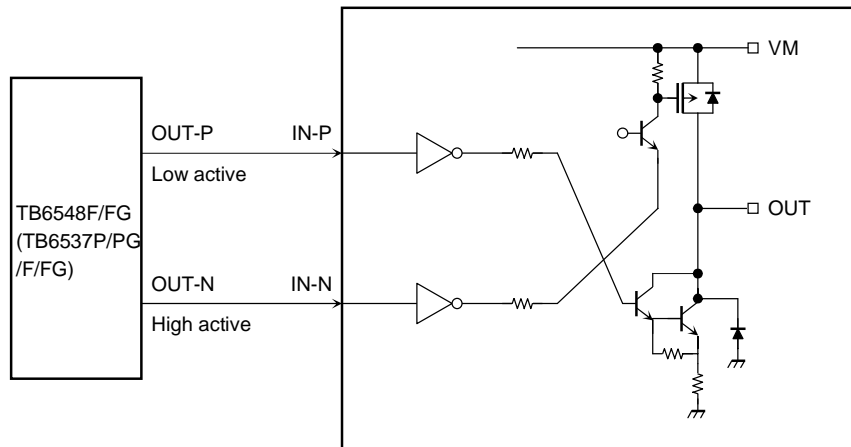 VM
OUT-P IN-P
Low active
TB6548F/FG
(TB6537P/PG
/F/FG)
OUT
OUT-N IN-N
High active